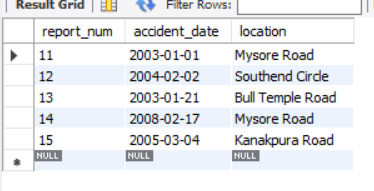 Result Grid Filter Rows:
report_num accident_date location
11 2003-01-01 Mysore Road
12 2004-02-02 Southend Circle
13 2003-01-21 Bull Temple Road
14 2008-02-17 Mysore Road
15 2005-03-04 Kanakpura Road
NULL NULL NULL